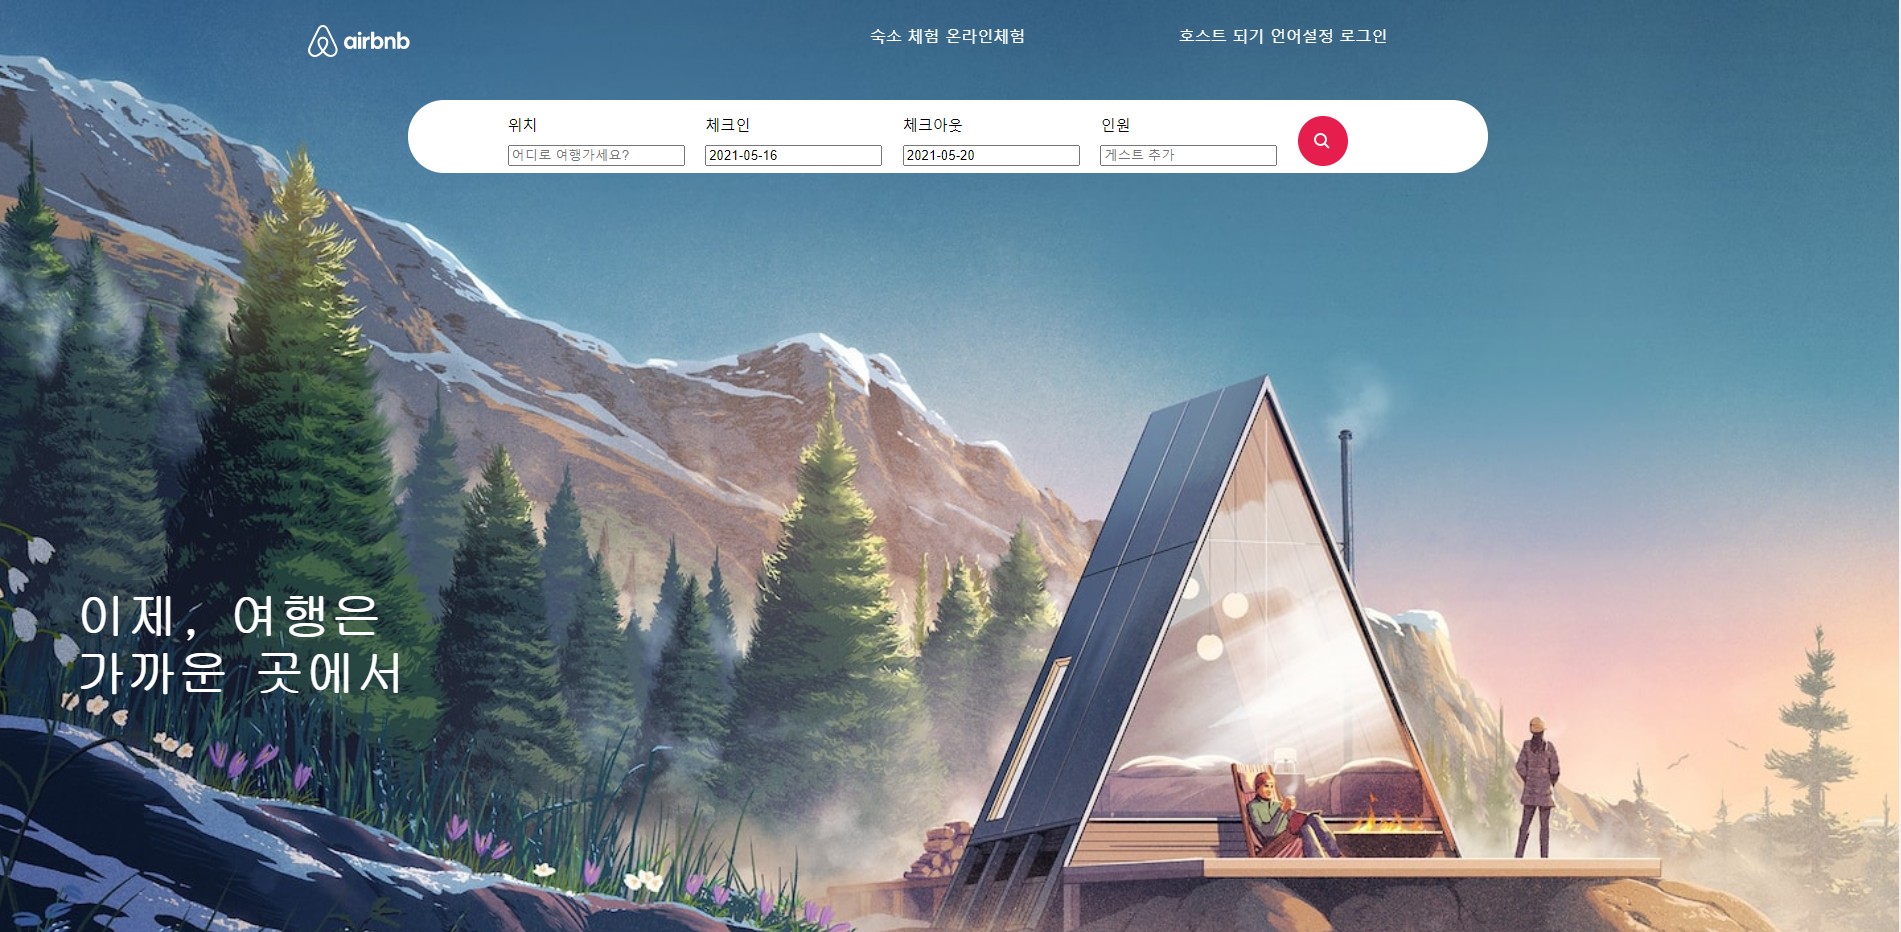 airbnb
숙소 체험 온라인체험
호스트 되기 언어설정 로그인
위치 체크인 체크아웃 인원
어디로 여행가세요? 2021-05-16 2021-05-20 게스트 추가
이제, 여행은
가까운 곳에서